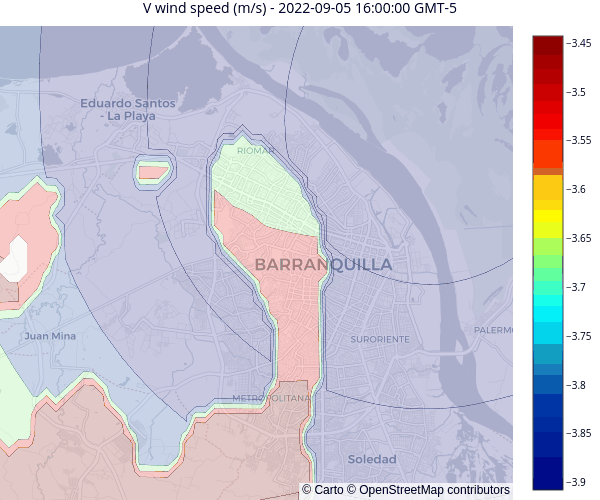 V wind speed (m/s) - 2022-09-05 16:00:00 GMT-5
Eduardo Santos
- La Playa
RIOMAR
BARRANQUILLA
Juan Mina
SURORIENTE
PALERMO
METROPOLITANA
Soledad
© Carto © OpenStreetMap contributors
−3.45
−3.5
−3.55
−3.6
−3.65
−3.7
−3.75
−3.8
−3.85
−3.9